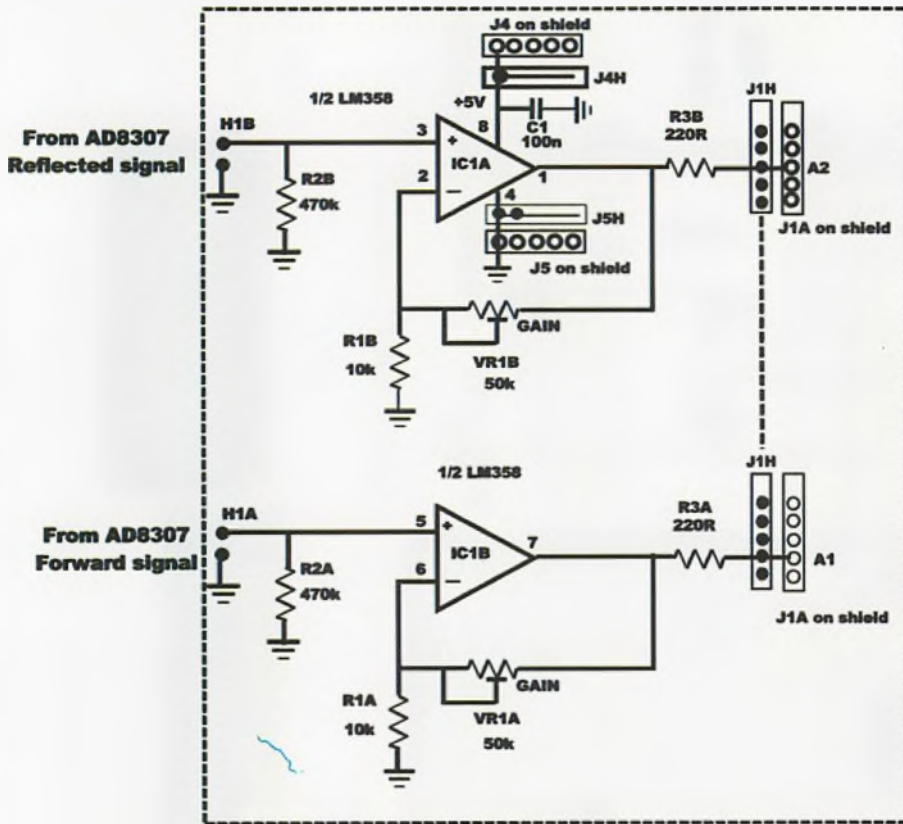 J4 on shield
J4H
1/2 LM358
+5V
C1
100n
8
From AD8307
Reflected signal
H1B
3
+
IC1A
2
−
1
4
R2B
470k
J5H
J5 on shield
R3B
220R
J1H
A2
J1A on shield
GAIN
VR1B
50k
R1B
10k
1/2 LM358
From AD8307
Forward signal
H1A
5
+
IC1B
6
−
7
R2A
470k
R3A
220R
J1H
A1
J1A on shield
GAIN
VR1A
50k
R1A
10k